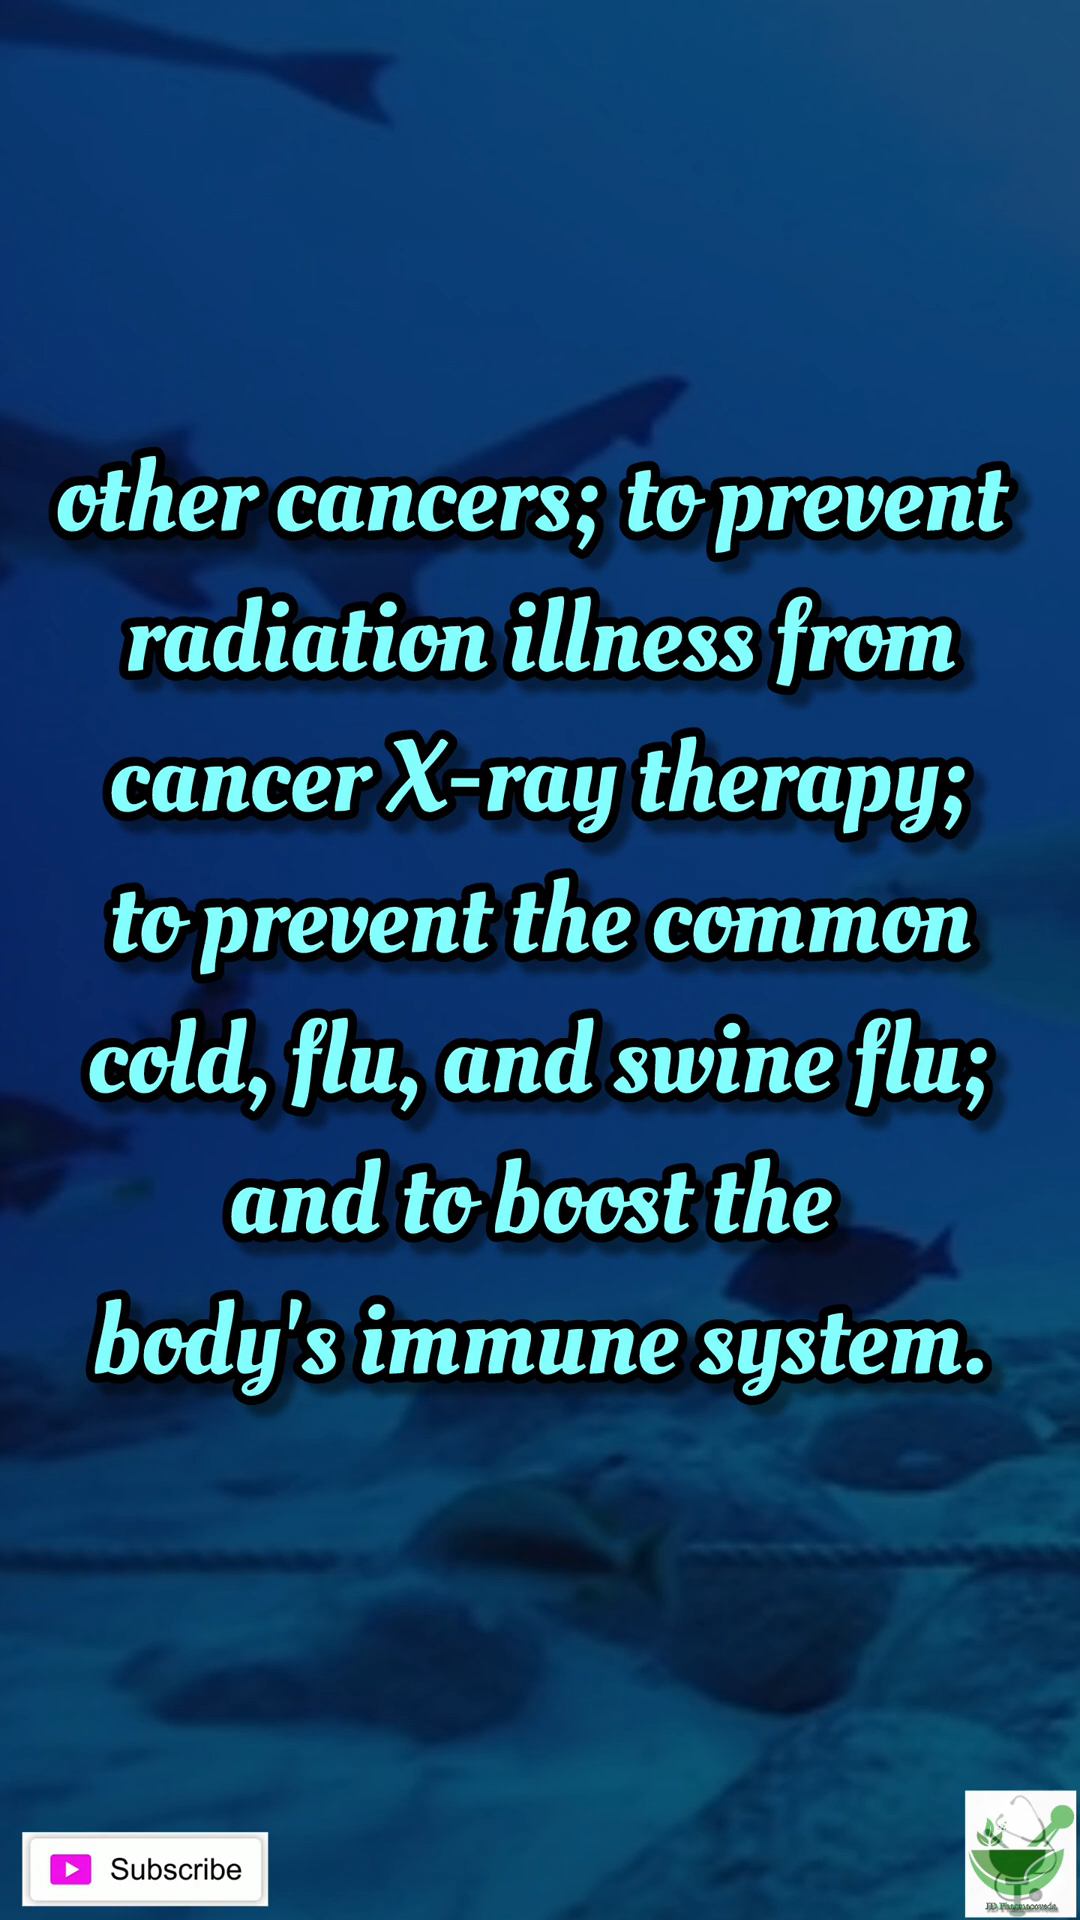 other cancers; to prevent
radiation illness from
cancer X-ray therapy;
to prevent the common
cold, flu, and swine flu;
and to boost the
body's immune system.
Subscribe